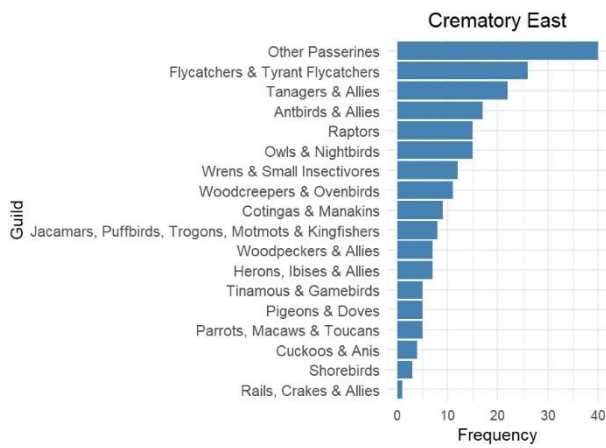 Crematory East
Other Passerines
Flycatchers & Tyrant Flycatchers
Tanagers & Allies
Antbirds & Allies
Raptors
Owls & Nightbirds
Wrens & Small Insectivores
Woodcreepers & Ovenbirds
Cotingas & Manakins
Jacamars, Puffbirds, Trogons, Motmots & Kingfishers
Woodpeckers & Allies
Herons, Ibises & Allies
Tinamous & Gamebirds
Pigeons & Doves
Parrots, Macaws & Toucans
Cuckoos & Anis
Shorebirds
Rails, Crakes & Allies
Guild
0 10 20 30 40
Frequency